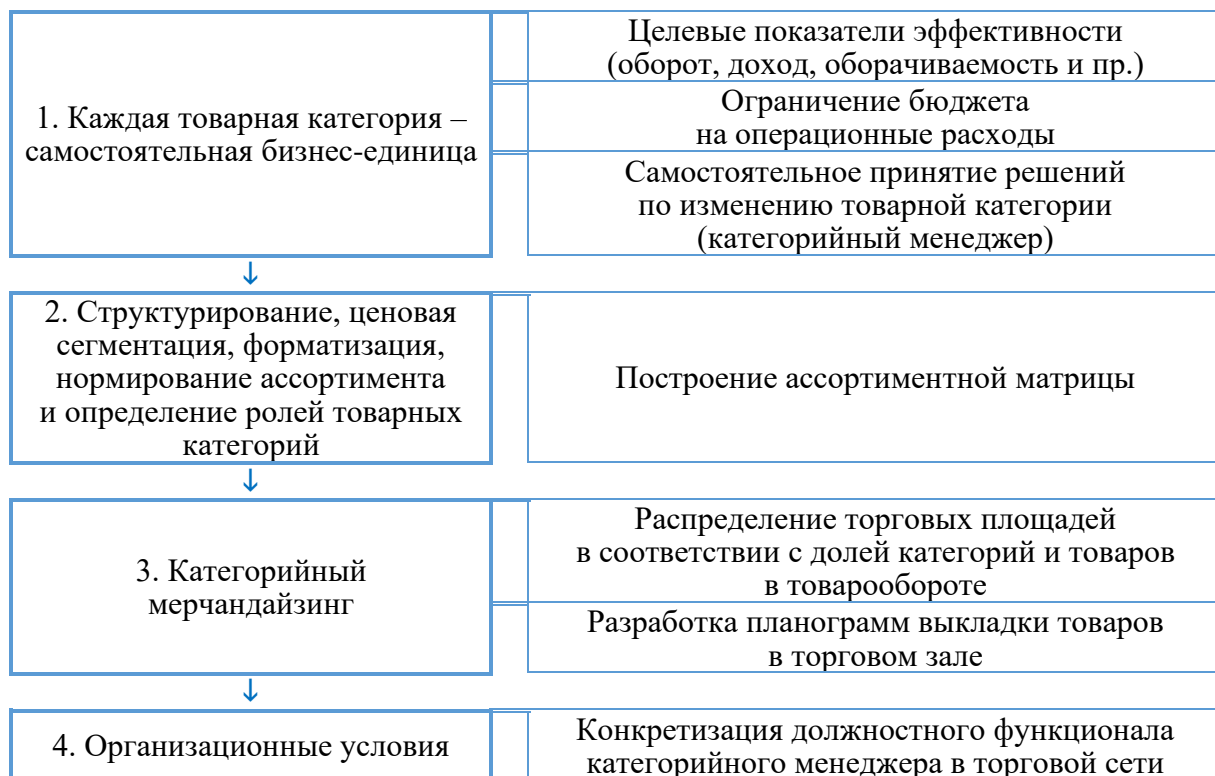 Целевые показатели эффективности
(оборот, доход, оборачиваемость и пр.)
1. Каждая товарная категория –
самостоятельная бизнес-единица
Ограничение бюджета
на операционные расходы
Самостоятельное принятие решений
по изменению товарной категории
(категорийный менеджер)
↓
2. Структурирование, ценовая
сегментация, форматизация,
нормирование ассортимента
и определение ролей товарных
категорий
Построение ассортиментной матрицы
↓
3. Категорийный
мерчандайзинг
Распределение торговых площадей
в соответствии с долей категорий и товаров
в товарообороте
Разработка планограмм выкладки товаров
в торговом зале
↓
4. Организационные условия
Конкретизация должностного функционала
категорийного менеджера в торговой сети